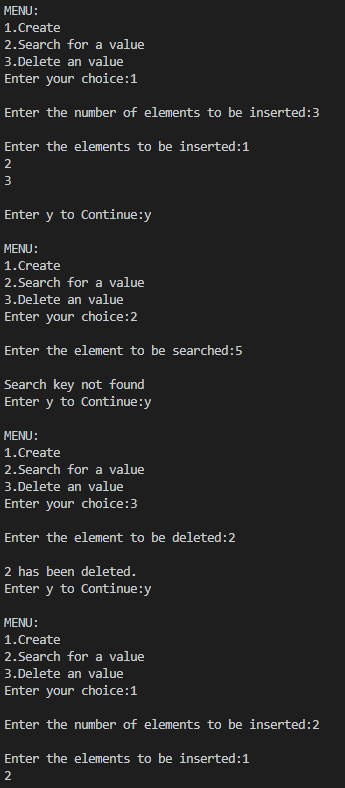 MENU:
1.Create
2.Search for a value
3.Delete an value
Enter your choice:1
Enter the number of elements to be inserted:3
Enter the elements to be inserted:1
2
3
Enter y to Continue:y
MENU:
1.Create
2.Search for a value
3.Delete an value
Enter your choice:2
Enter the element to be searched:5
Search key not found
Enter y to Continue:y
MENU:
1.Create
2.Search for a value
3.Delete an value
Enter your choice:3
Enter the element to be deleted:2
2 has been deleted.
Enter y to Continue:y
MENU:
1.Create
2.Search for a value
3.Delete an value
Enter your choice:1
Enter the number of elements to be inserted:2
Enter the elements to be inserted:1
2